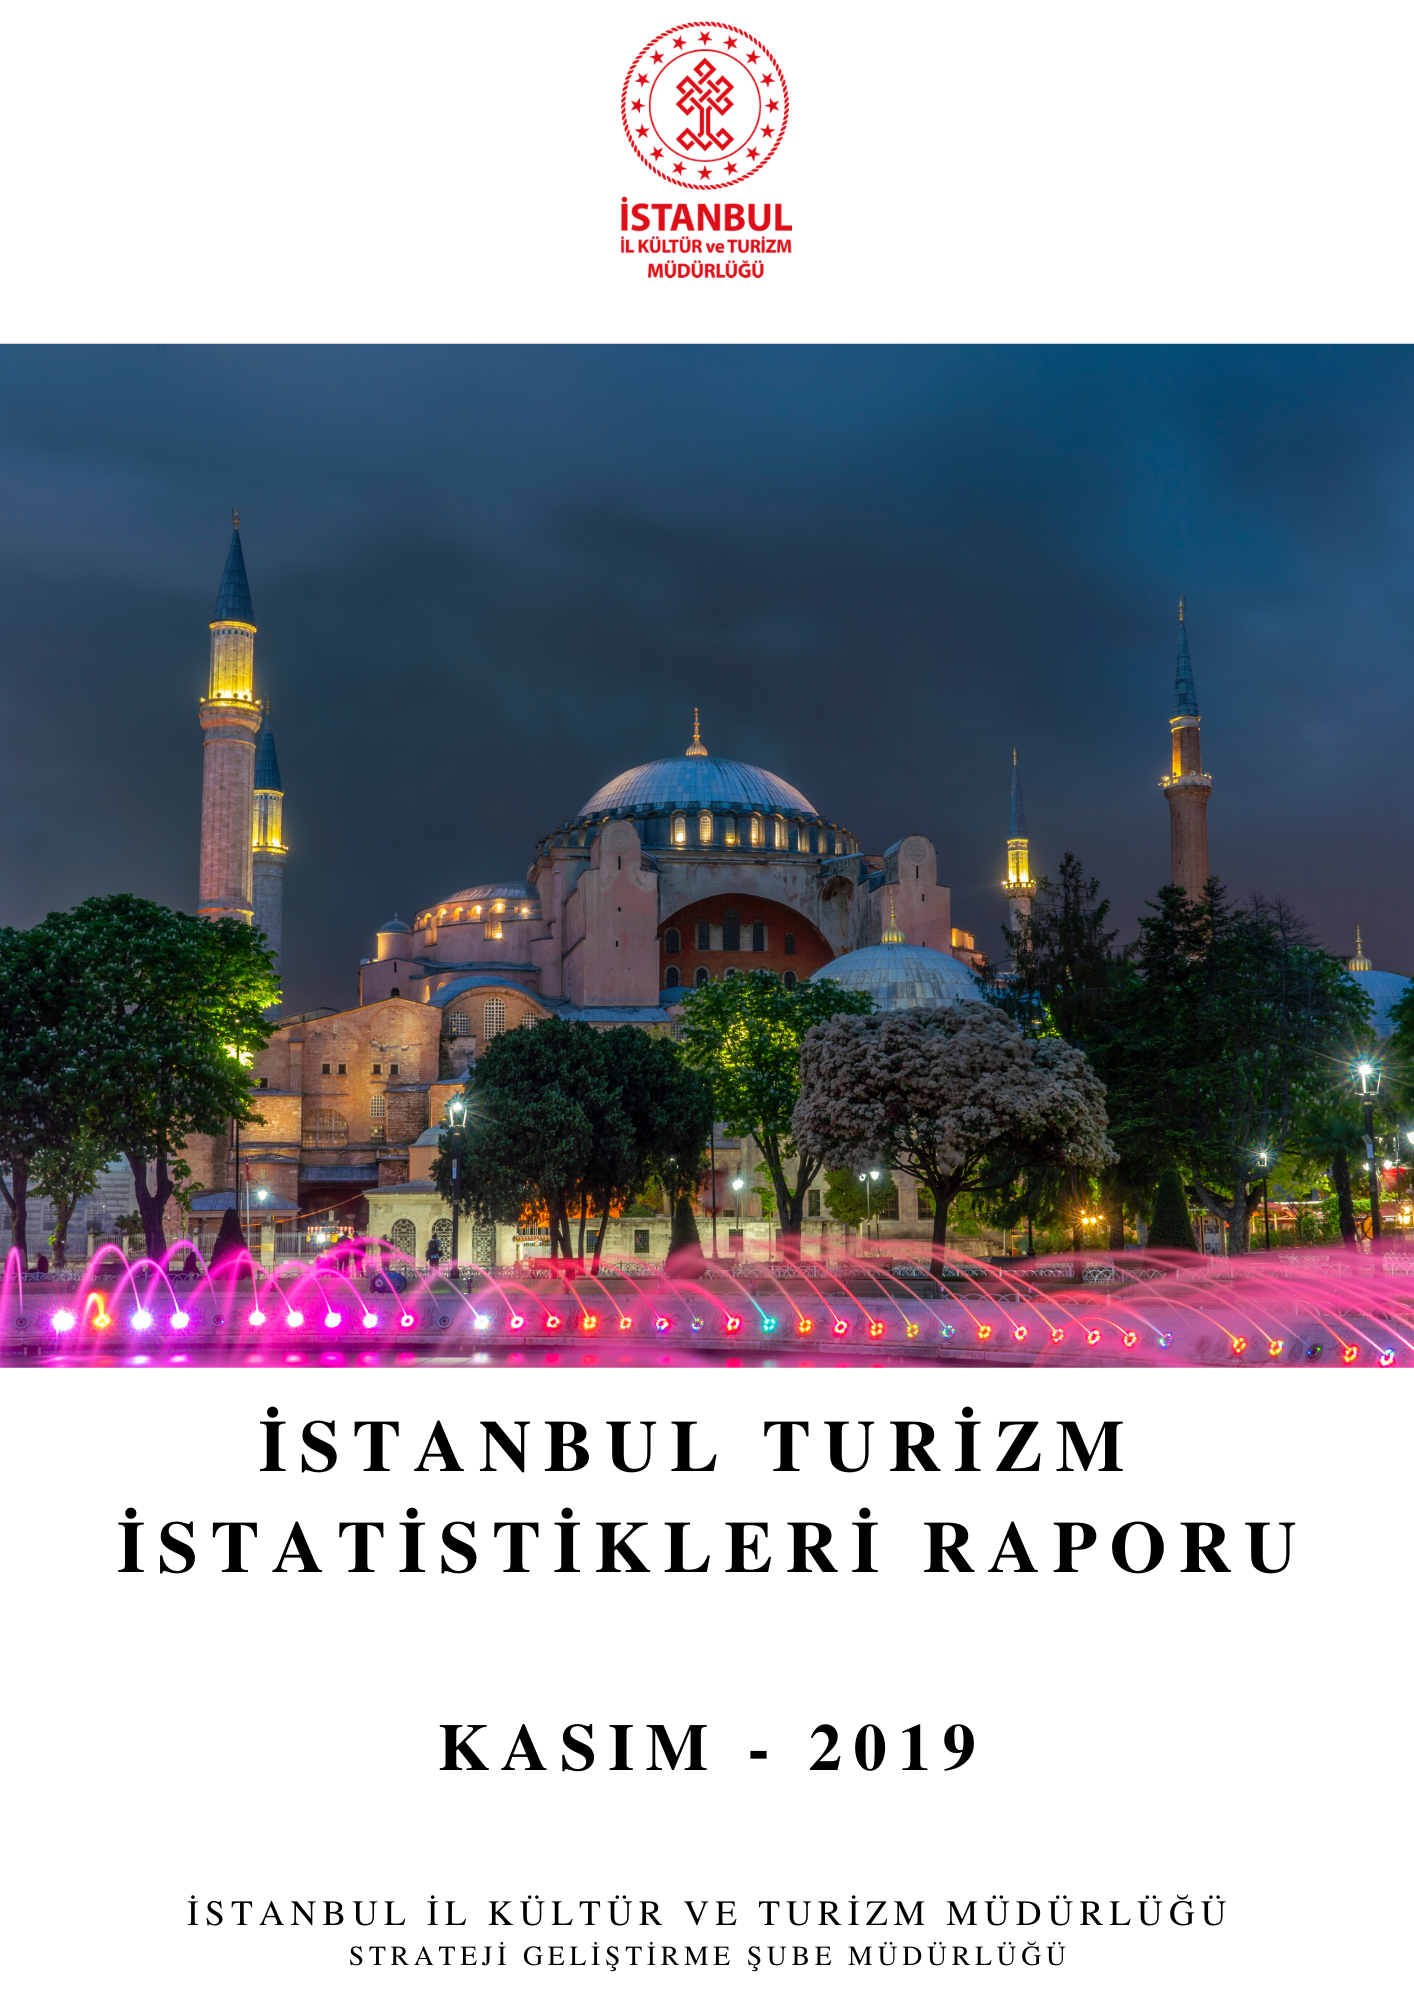 İSTANBUL
İL KÜLTÜR ve TURİZM
MÜDÜRLÜĞÜ
İSTANBUL TURİZM
İSTATİSTİKLERİ RAPORU
KASIM - 2019
İSTANBUL İL KÜLTÜR VE TURİZM MÜDÜRLÜĞÜ
STRATEJİ GELİŞTİRME ŞUBE MÜDÜRLÜĞÜ